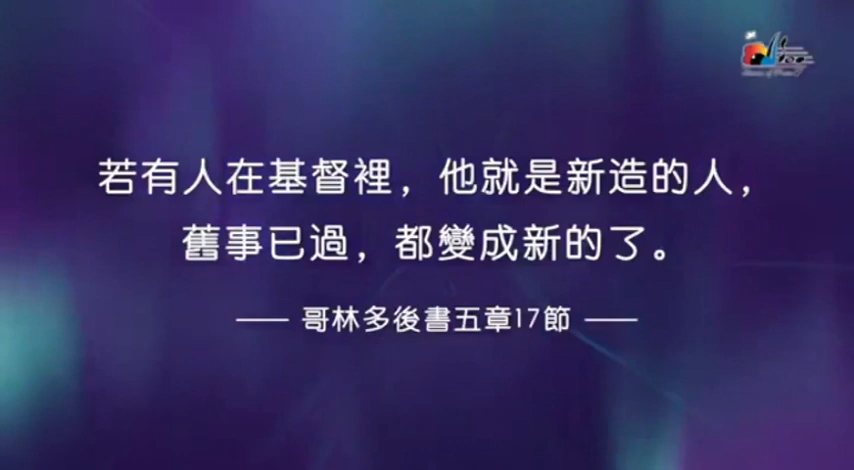 若有人在基督裡，他就是新造的人，
舊事已過，都變成新的了。
—— 哥林多後書五章17節 ——